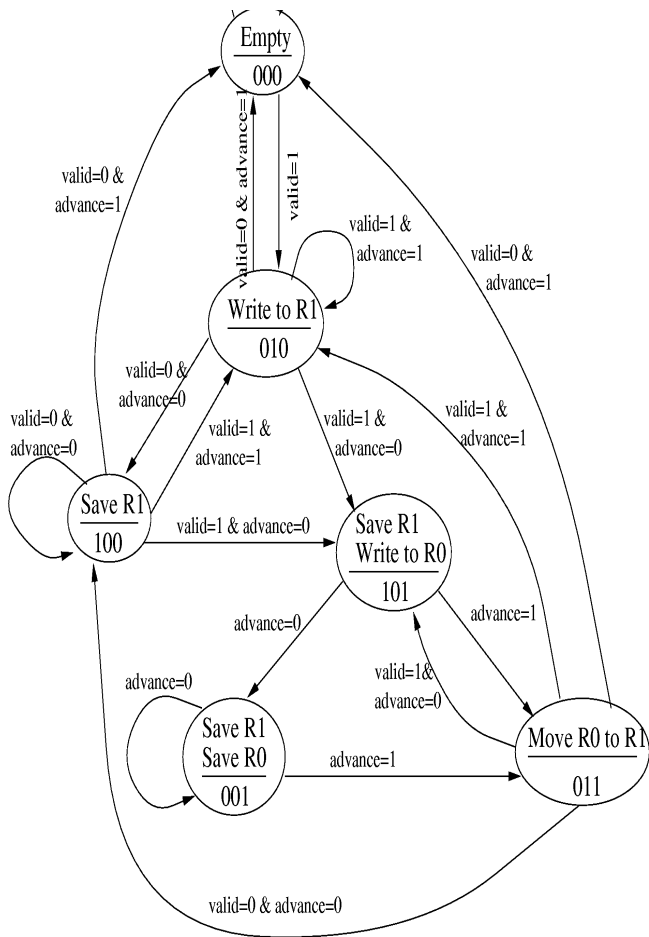 Empty
000
valid=0 & advance=1
valid=1
valid=0 &
advance=1
valid=1 &
advance=1
valid=0 &
advance=1
Write to R1
010
valid=0 &
advance=0
valid=0 &
advance=0
valid=1 &
advance=1
valid=1 &
advance=0
valid=1 &
advance=1
Save R1
100
valid=1 & advance=0
Save R1
Write to R0
101
advance=0
advance=1
valid=1&
advance=0
advance=0
Save R1
Save R0
001
advance=1
Move R0 to R1
011
valid=0 & advance=0